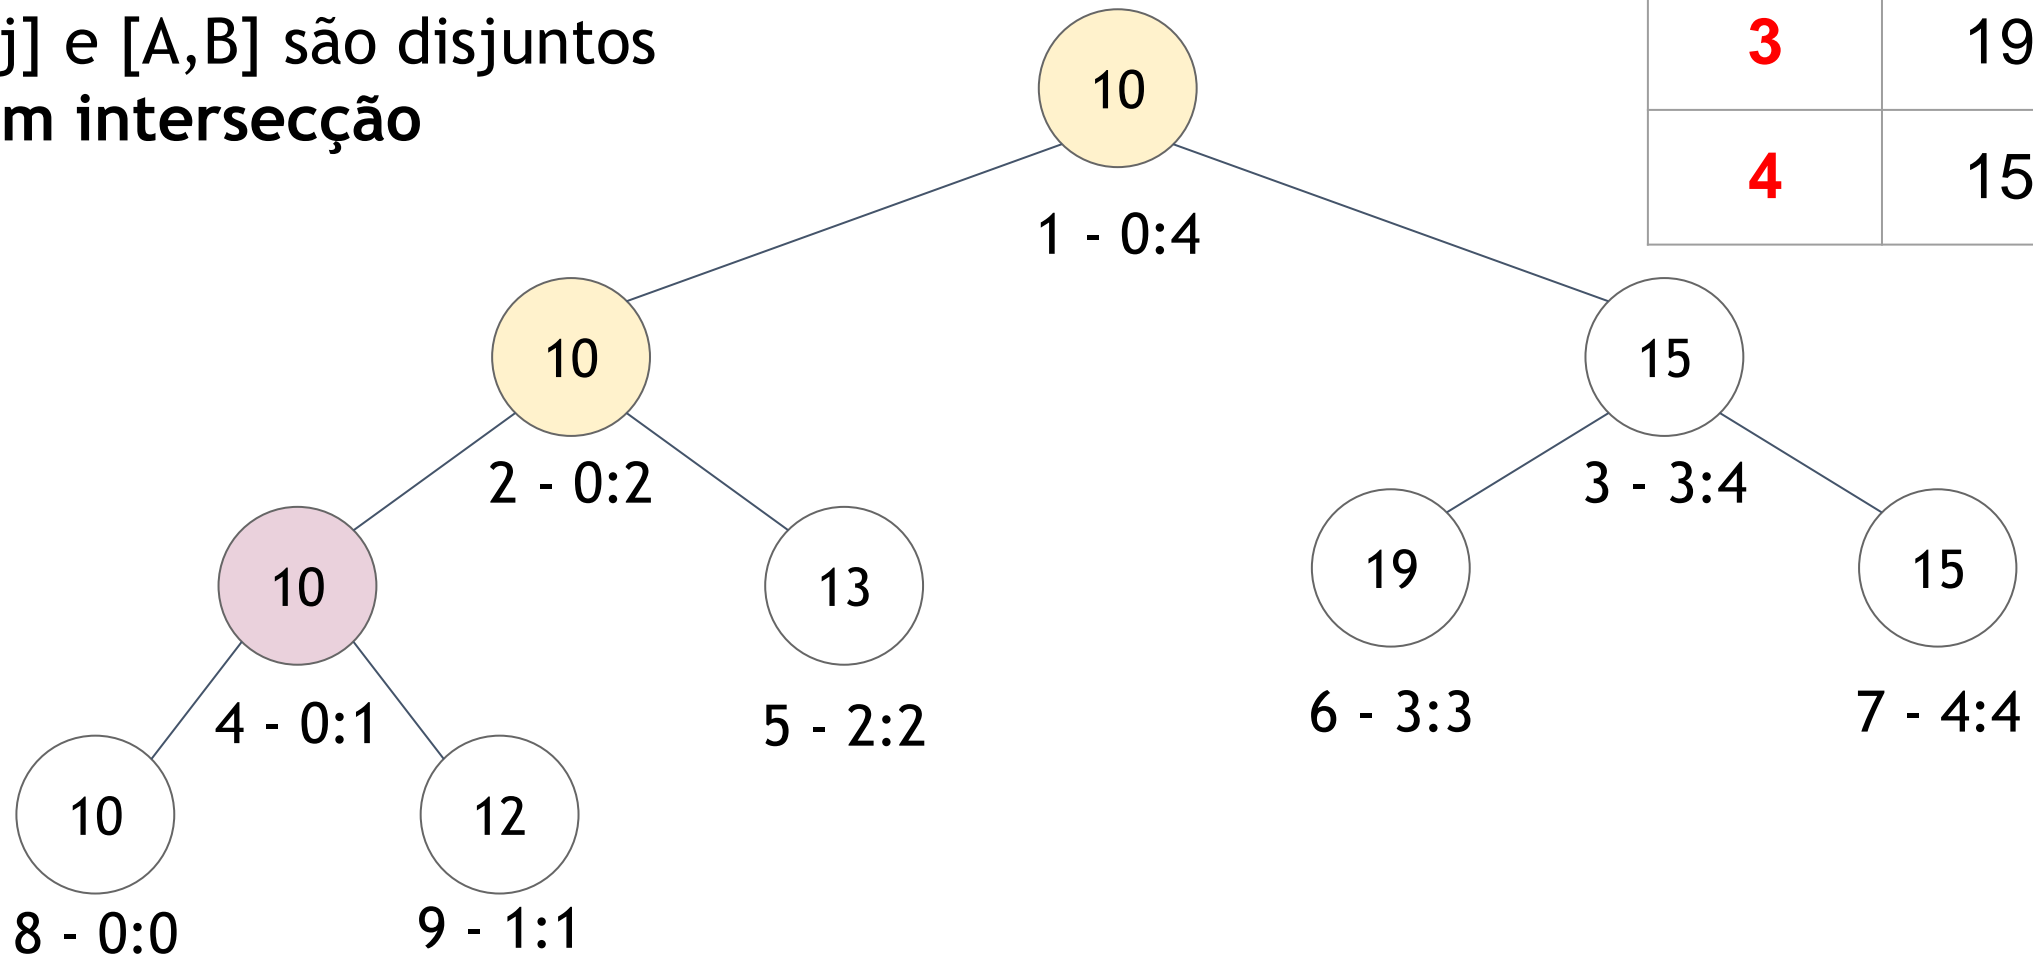 j] e [A,B] são disjuntos
m intersecção
3 19
4 15
10
1 - 0:4
10 15
2 - 0:2 3 - 3:4
10 13 19 15
4 - 0:1 5 - 2:2 6 - 3:3 7 - 4:4
10 12
8 - 0:0 9 - 1:1